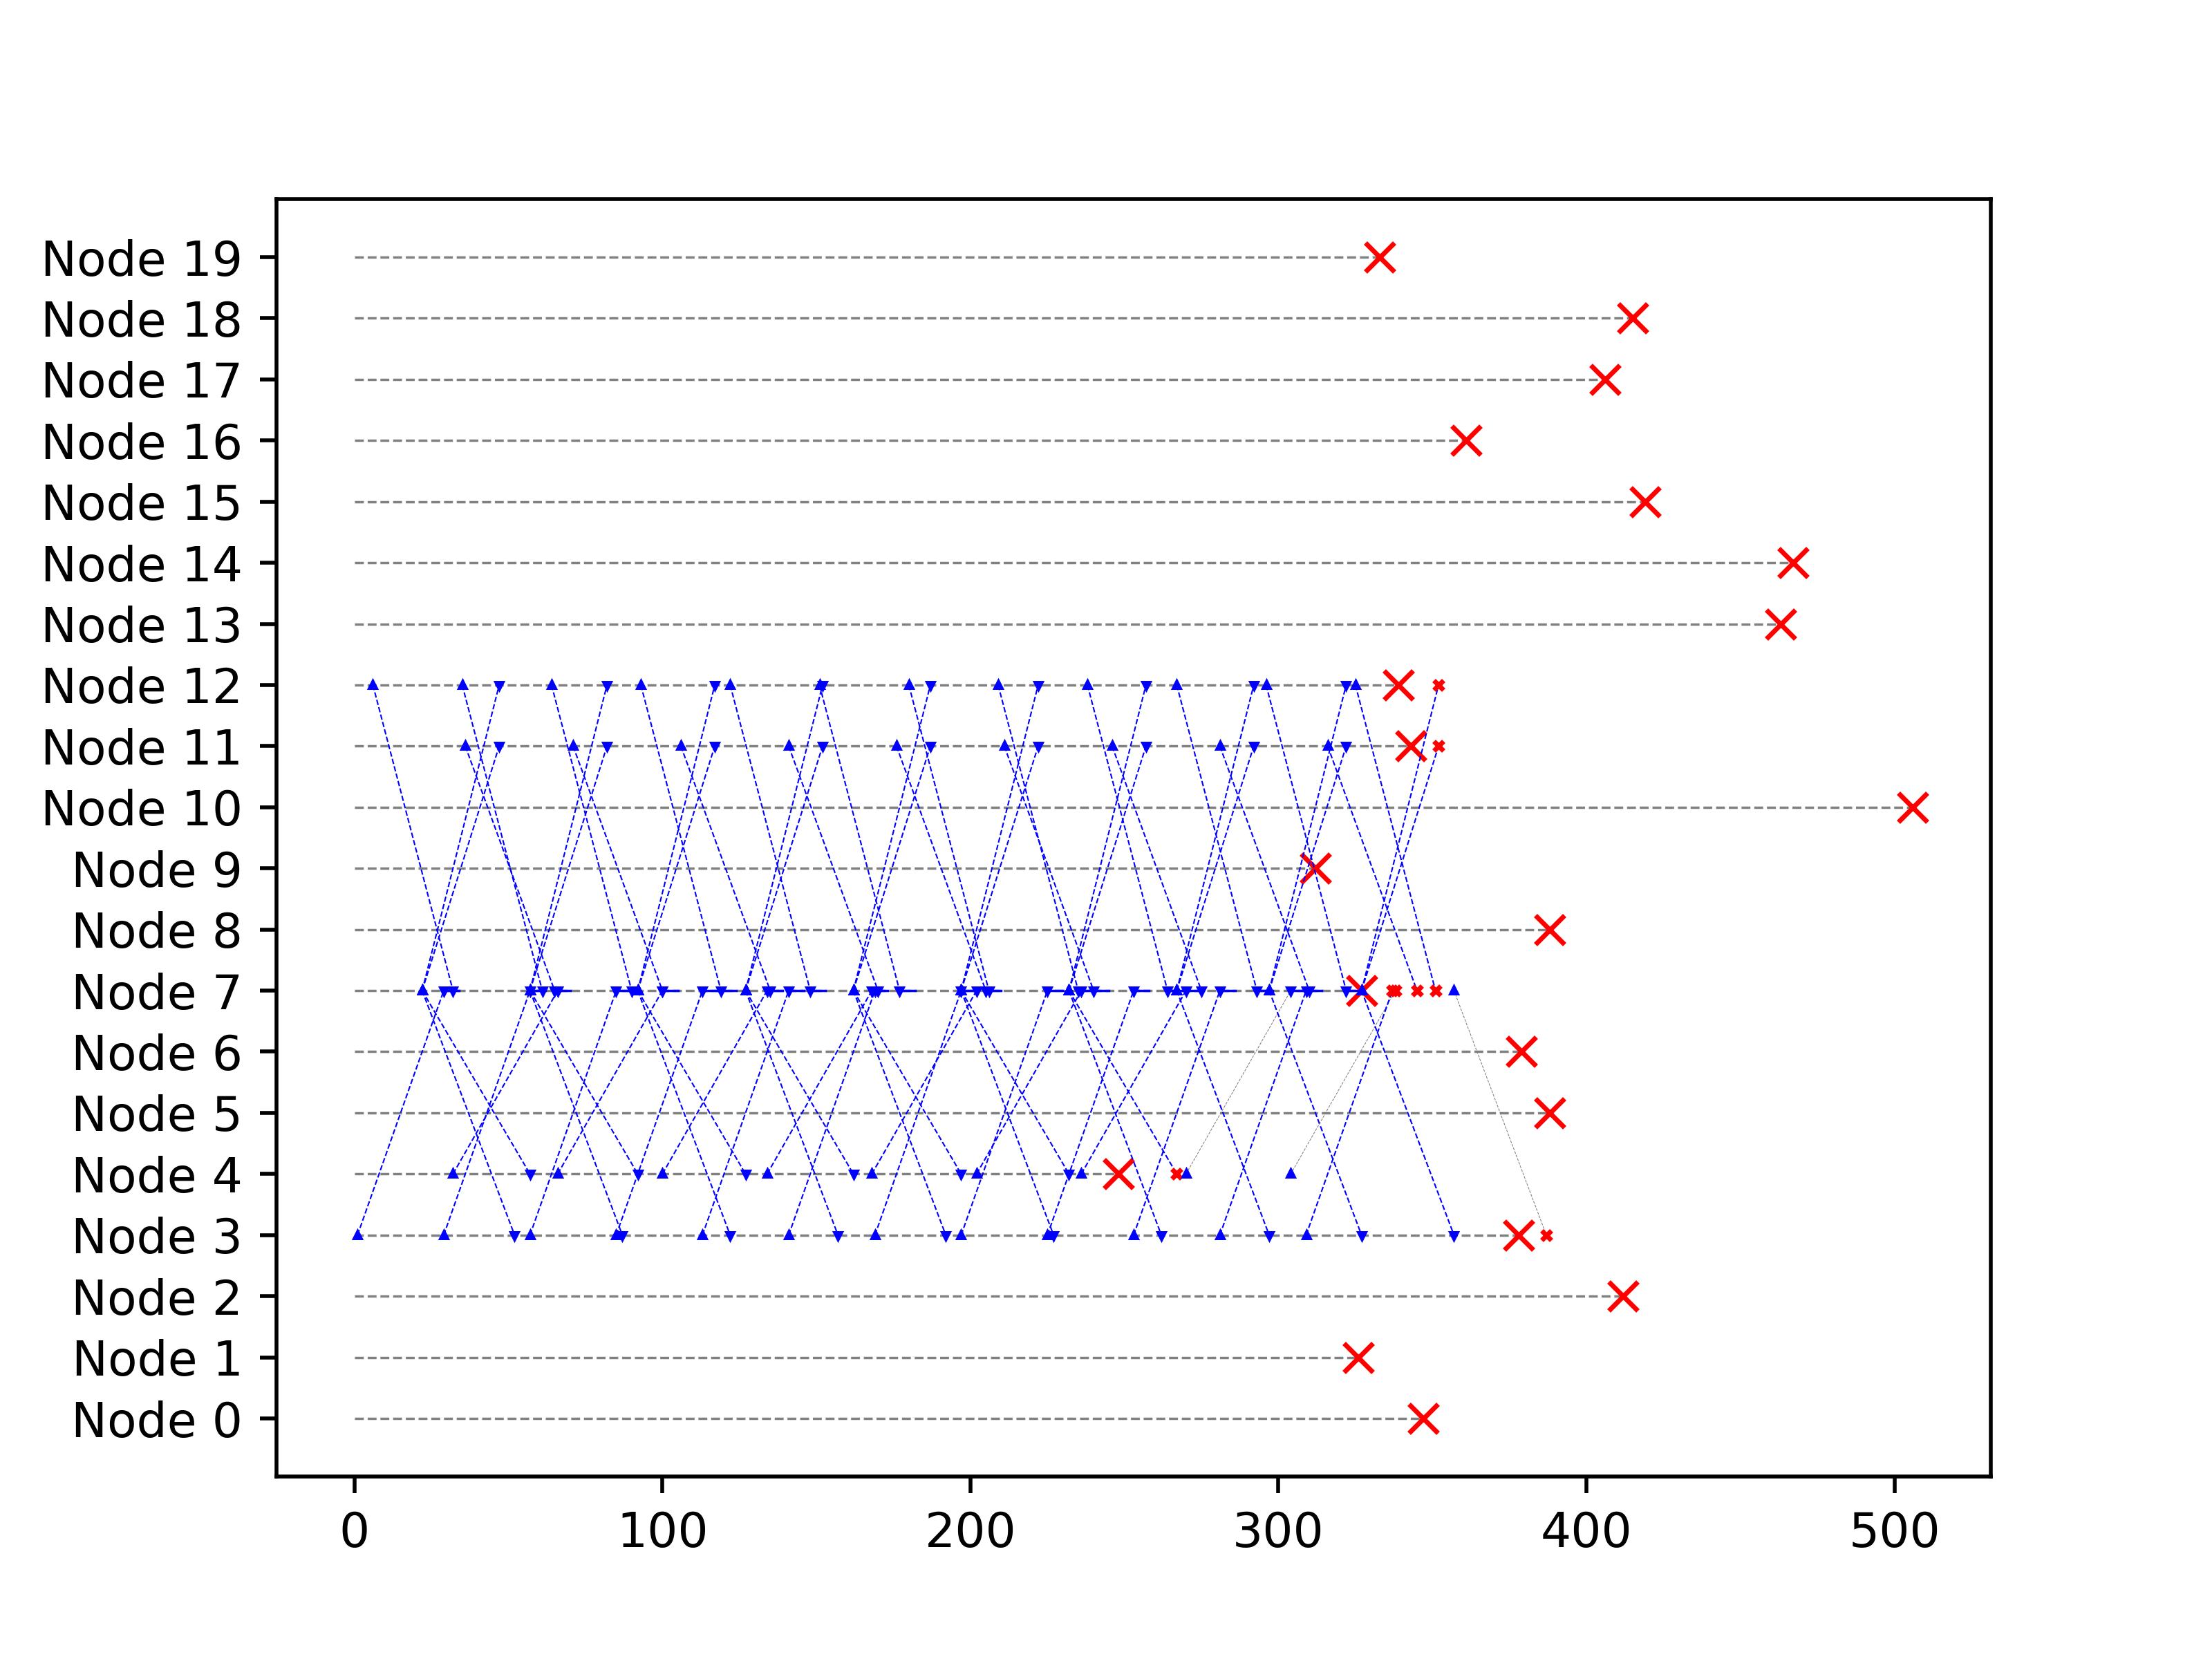 Node 19
Node 18
Node 17
Node 16
Node 15
Node 14
Node 13
Node 12
Node 11
Node 10
Node 9
Node 8
Node 7
Node 6
Node 5
Node 4
Node 3
Node 2
Node 1
Node 0
0 100 200 300 400 500